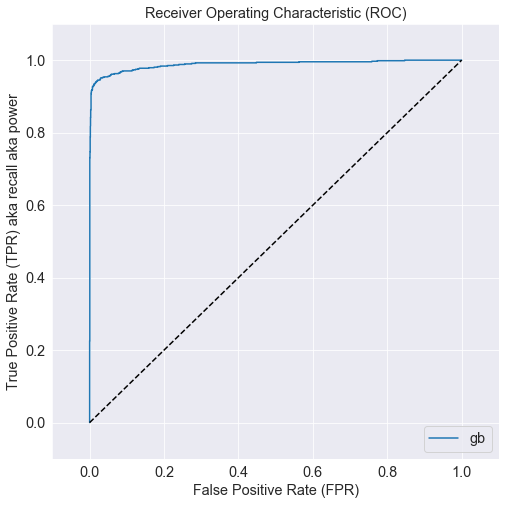 Receiver Operating Characteristic (ROC)
True Positive Rate (TPR) aka recall aka power
1.0
0.8
0.6
0.4
0.2
0.0
0.0 0.2 0.4 0.6 0.8 1.0
False Positive Rate (FPR)
gb